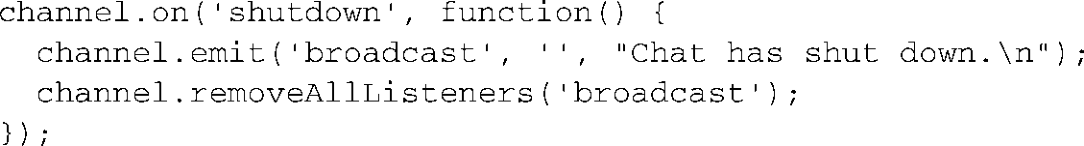 channel.on('shutdown', function() {
  channel.emit('broadcast', '', "Chat has shut down.\n");
  channel.removeAllListeners('broadcast');
});